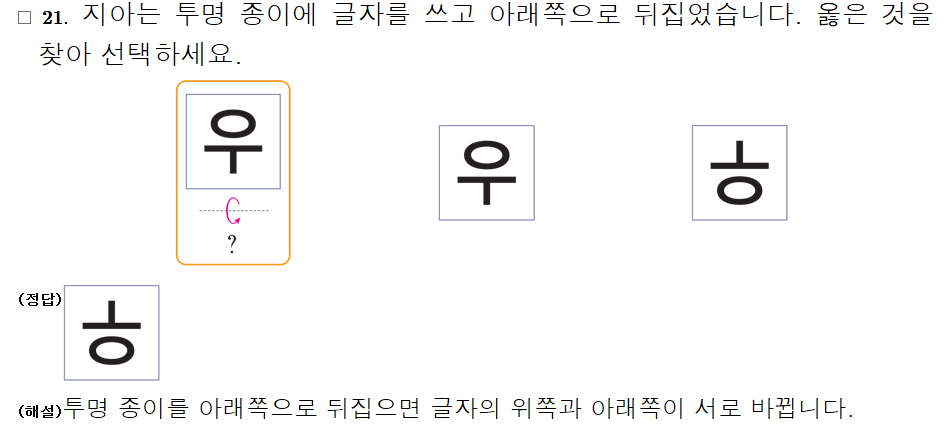 □ 21. 지아는 투명 종이에 글자를 쓰고 아래쪽으로 뒤집었습니다. 옳은 것을
찾아 선택하세요.
우
?
우
ㅎ
(정답)
ㅎ
(해설)투명 종이를 아래쪽으로 뒤집으면 글자의 위쪽과 아래쪽이 서로 바뀝니다.